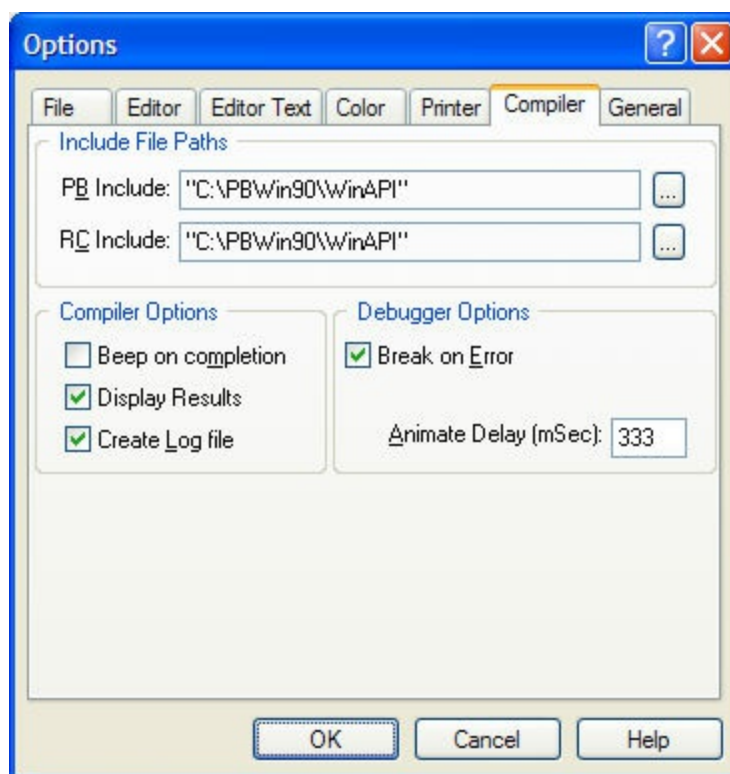 Options
File Editor Editor Text Color Printer Compiler General
Include File Paths
PB Include: "C:\PBWin90\WinAPI" ...
RC Include: "C:\PBWin90\WinAPI" ...
Compiler Options Debugger Options
Beep on completion Break on Error
Display Results
Create Log file Animate Delay (mSec): 333
OK Cancel Help